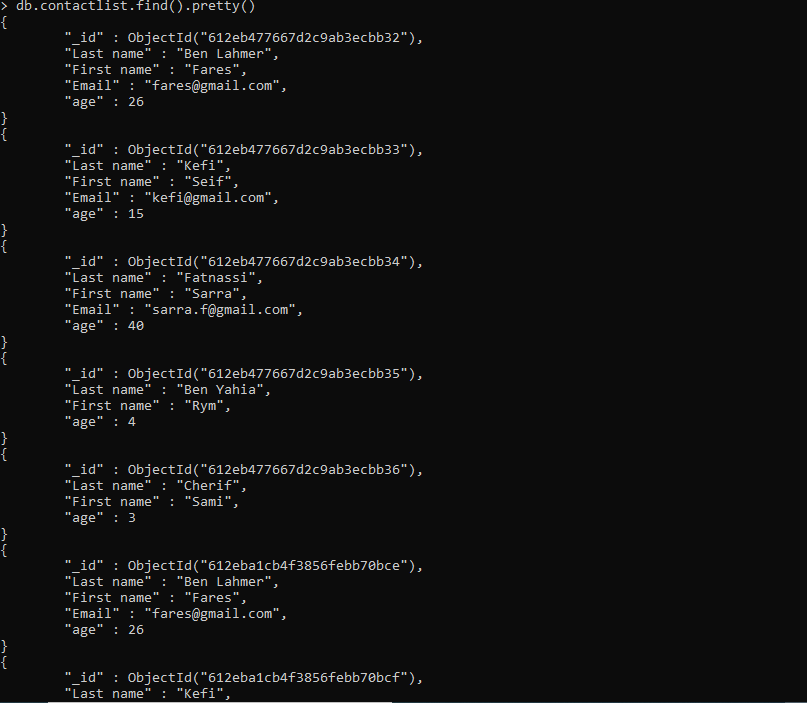 > db.contactlist.find().pretty()
{
        "_id" : ObjectId("612eb477667d2c9ab3ecbb32"),
        "Last name" : "Ben Lahmer",
        "First name" : "Fares",
        "Email" : "fares@gmail.com",
        "age" : 26
}
{
        "_id" : ObjectId("612eb477667d2c9ab3ecbb33"),
        "Last name" : "Kefi",
        "First name" : "Seif",
        "Email" : "kefi@gmail.com",
        "age" : 15
}
{
        "_id" : ObjectId("612eb477667d2c9ab3ecbb34"),
        "Last name" : "Fatnassi",
        "First name" : "Sarra",
        "Email" : "sarra.f@gmail.com",
        "age" : 40
}
{
        "_id" : ObjectId("612eb477667d2c9ab3ecbb35"),
        "Last name" : "Ben Yahia",
        "First name" : "Rym",
        "age" : 4
}
{
        "_id" : ObjectId("612eb477667d2c9ab3ecbb36"),
        "Last name" : "Cherif",
        "First name" : "Sami",
        "age" : 3
}
{
        "_id" : ObjectId("612eba1cb4f3856febb70bce"),
        "Last name" : "Ben Lahmer",
        "First name" : "Fares",
        "Email" : "fares@gmail.com",
        "age" : 26
}
{
        "_id" : ObjectId("612eba1cb4f3856febb70bcf"),
        "Last name" : "Kefi",